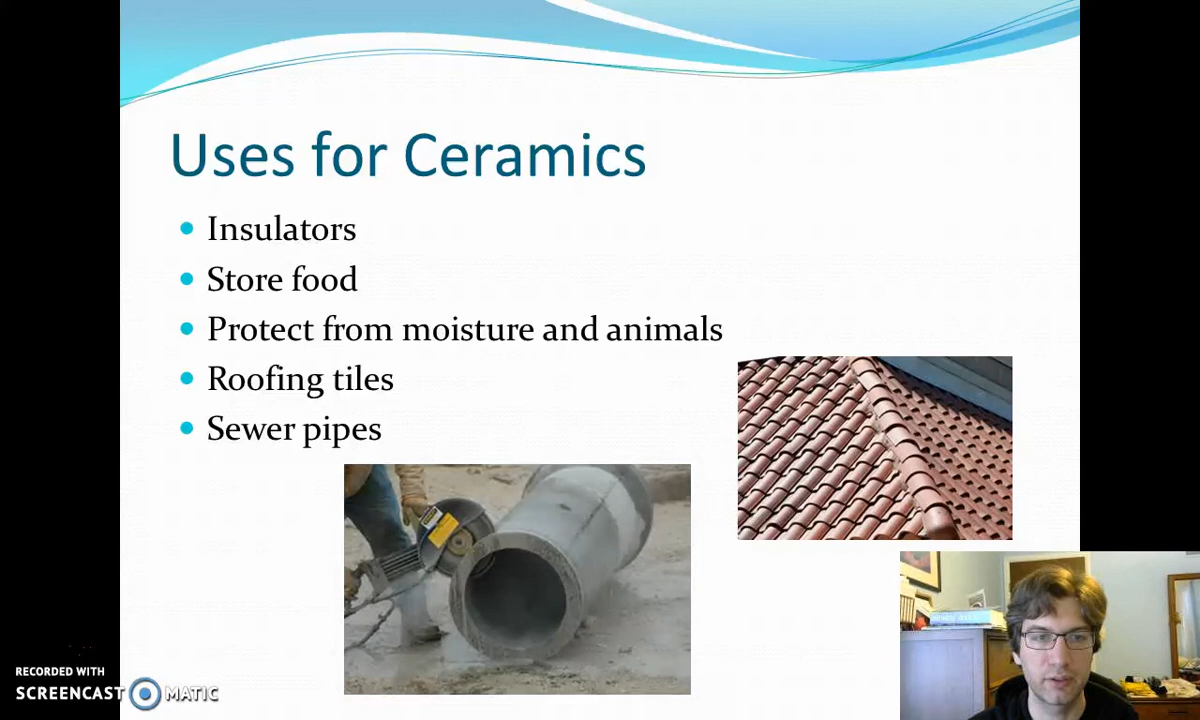 Uses for Ceramics
Insulators
Store food
Protect from moisture and animals
Roofing tiles
Sewer pipes
RECORDED WITH
SCREENCAST MATIC